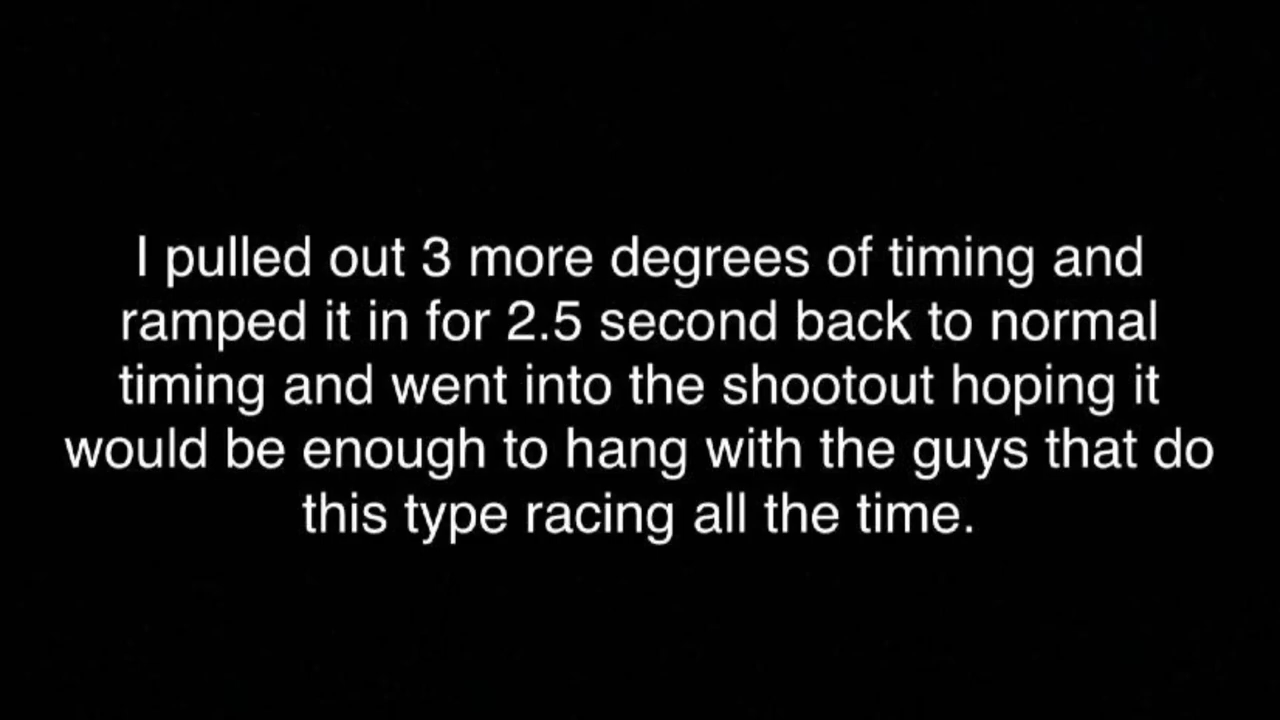 I pulled out 3 more degrees of timing and
ramped it in for 2.5 second back to normal
timing and went into the shootout hoping it
would be enough to hang with the guys that do
this type racing all the time.